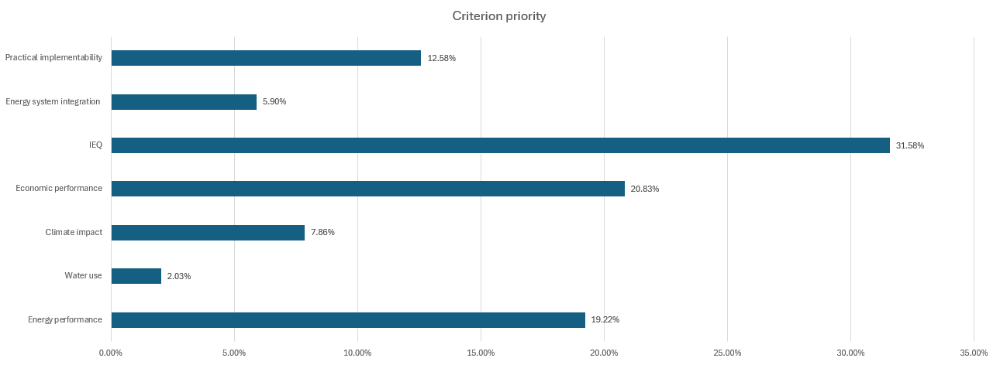 Criterion priority
Practical implementability
12.58%
Energy system integration
5.90%
IEQ
31.58%
Economic performance
20.83%
Climate impact
7.86%
Water use
2.03%
Energy performance
19.22%
0.00%
5.00%
10.00%
15.00%
20.00%
25.00%
30.00%
35.00%